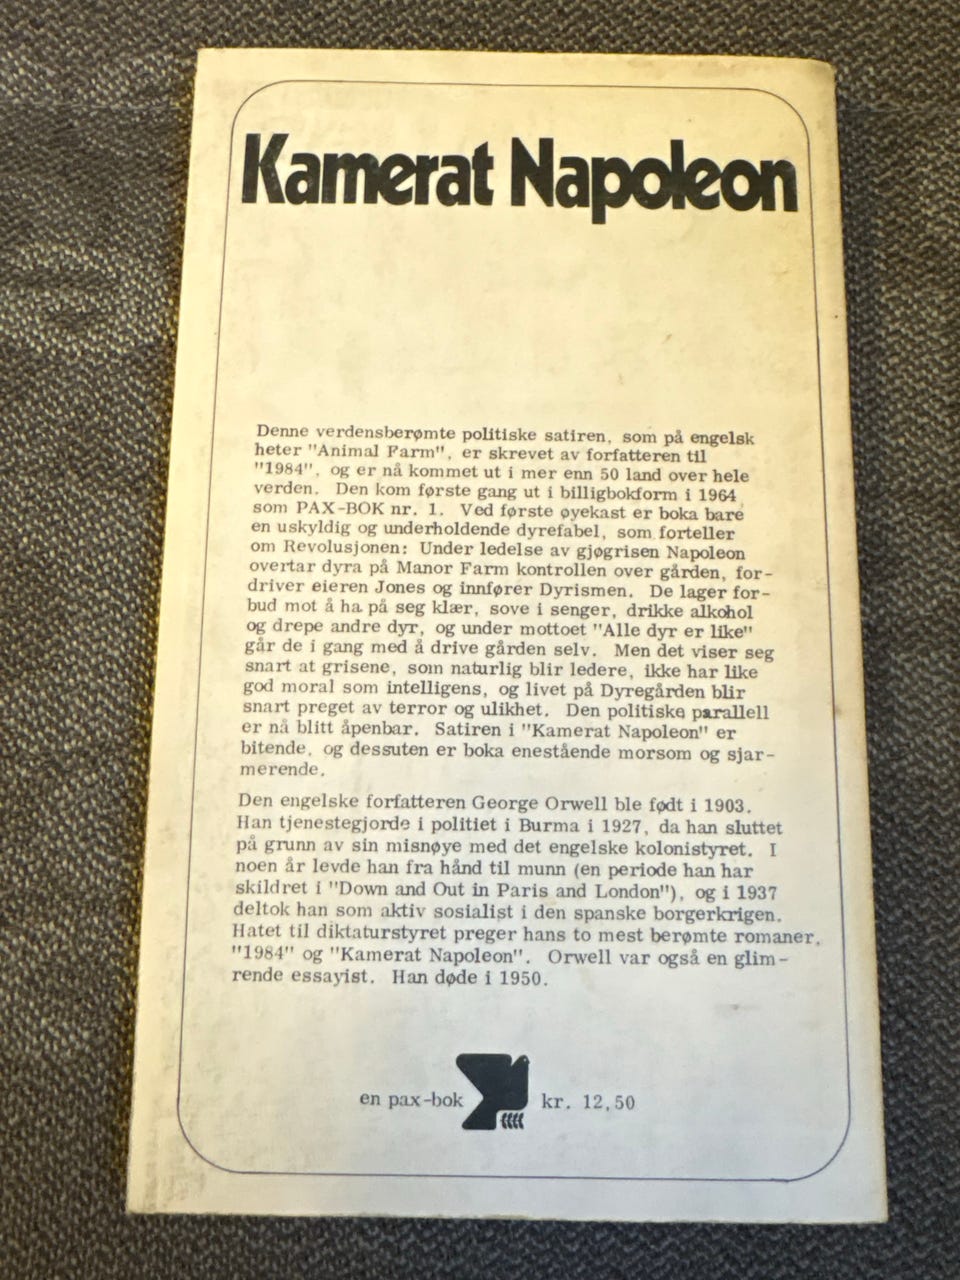 Kamerat Napoleon
Denne verdensberømte politiske satiren, som på engelsk
heter "Animal Farm", er skrevet av forfatteren til
"1984", og er nå kommet ut i mer enn 50 land over hele
verden. Den kom første gang ut i billigbokform i 1964
som PAX-BOK nr. 1. Ved første øyekast er boka bare
en uskyldig og underholdende dyrefabel, som forteller
om Revolusjonen: Under ledelse av gjøgrisen Napoleon
overtar dyra på Manor Farm kontrollen over gården, for-
driver eieren Jones og innfører Dyrismen. De lager for-
bud mot å ha på seg klær, sove i senger, drikke alkohol
og drepe andre dyr, og under mottoet "Alle dyr er like"
går de i gang med å drive gården selv. Men det viser seg
snart at grisene, som naturlig blir ledere, ikke har like
god moral som intelligens, og livet på Dyregården blir
snart preget av terror og ulikhet. Den politiske parallell
er nå blitt åpenbar. Satiren i "Kamerat Napoleon" er
bitende, og dessuten er boka enestående morsom og sjar-
merende.
Den engelske forfatteren George Orwell ble født i 1903.
Han tjenestegjorde i politiet i Burma i 1927, da han sluttet
på grunn av sin misnøye med det engelske kolonistyret. I
noen år levde han fra hånd til munn (en periode han har
skildret i "Down and Out in Paris and London"), og i 1937
deltok han som aktiv sosialist i den spanske borgerkrigen.
Hatet til diktaturstyret preger hans to mest berømte romaner,
"1984" og "Kamerat Napoleon". Orwell var også en glim-
rende essayist. Han døde i 1950.
en pax-bok kr. 12,50